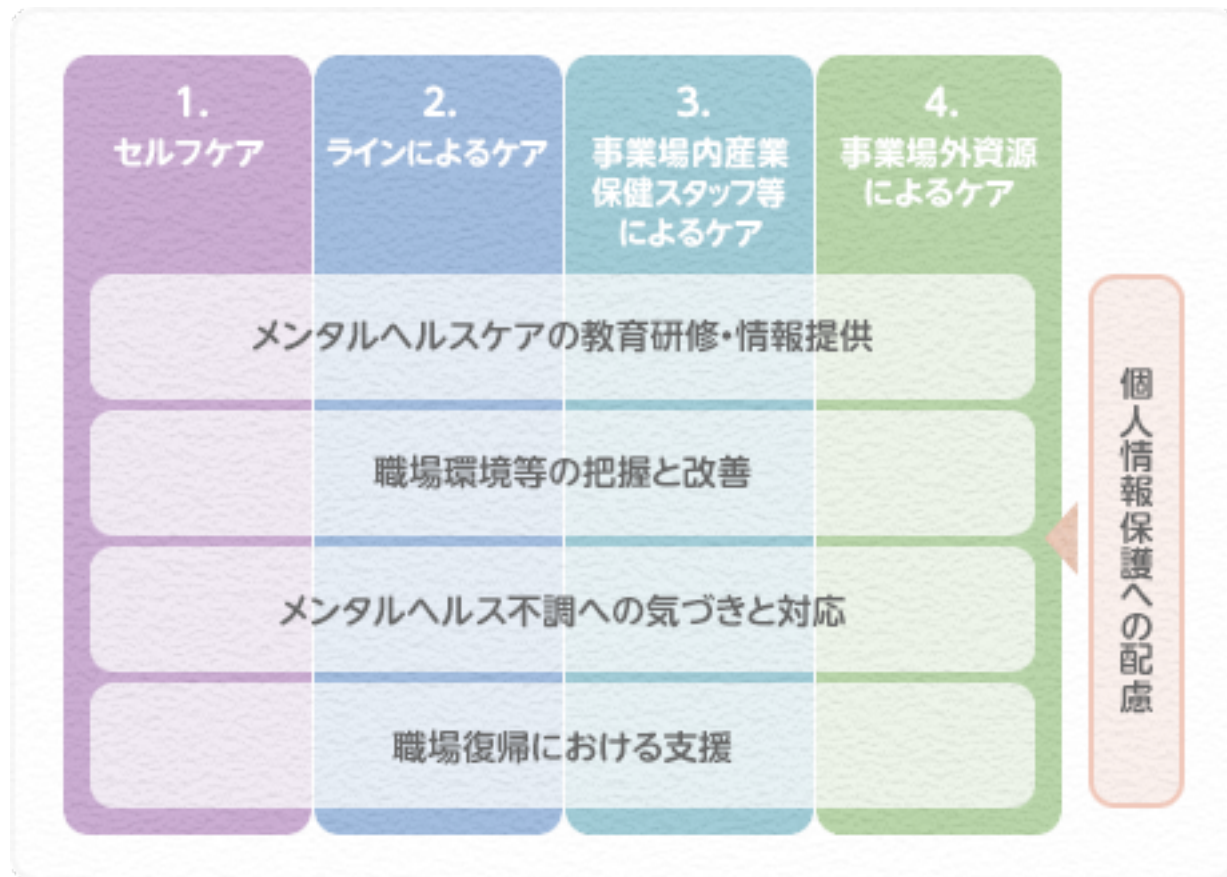 1.
セルフケア
2.
ラインによるケア
3.
事業場内産業
保健スタッフ等
によるケア
4.
事業場外資源
によるケア
メンタルヘルスケアの教育研修・情報提供
職場環境等の把握と改善
メンタルヘルス不調への気づきと対応
職場復帰における支援
個人情報保護への配慮